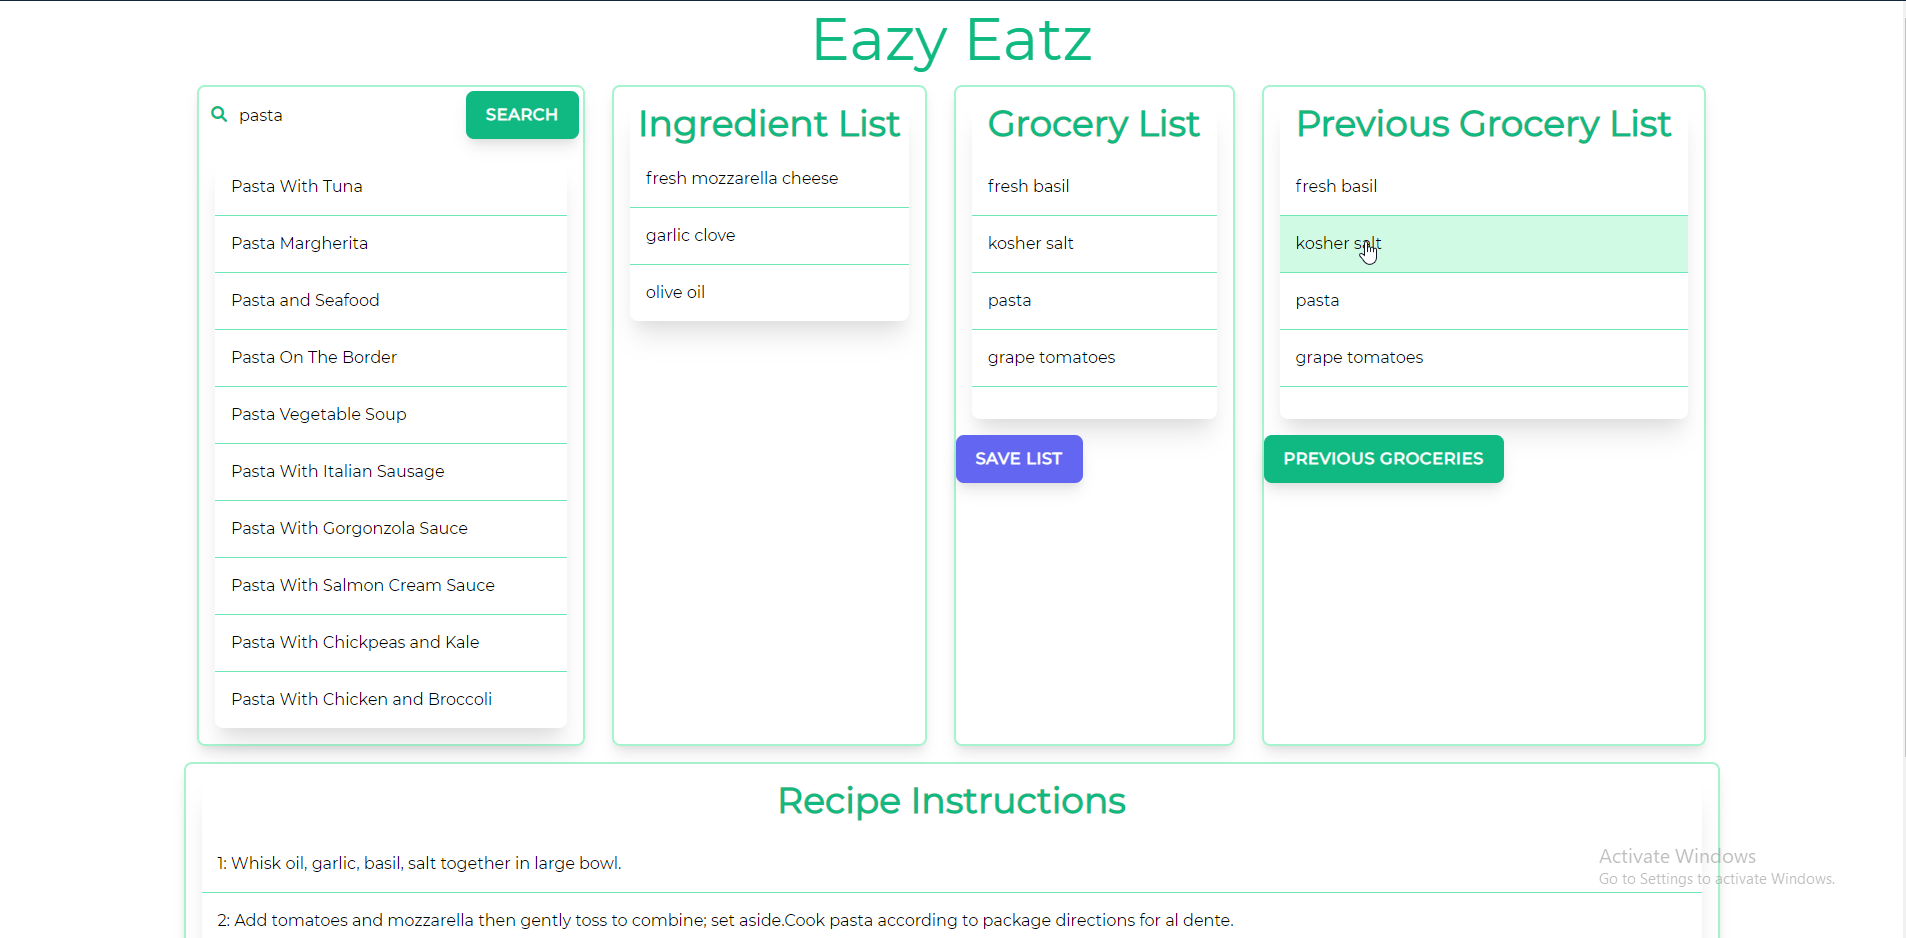 Eazy Eatz
pasta
SEARCH
Pasta With Tuna
Pasta Margherita
Pasta and Seafood
Pasta On The Border
Pasta Vegetable Soup
Pasta With Italian Sausage
Pasta With Gorgonzola Sauce
Pasta With Salmon Cream Sauce
Pasta With Chickpeas and Kale
Pasta With Chicken and Broccoli
Ingredient List
fresh mozzarella cheese
garlic clove
olive oil
Grocery List
fresh basil
kosher salt
pasta
grape tomatoes
SAVE LIST
Previous Grocery List
fresh basil
kosher salt
pasta
grape tomatoes
PREVIOUS GROCERIES
Recipe Instructions
1: Whisk oil, garlic, basil, salt together in large bowl.
2: Add tomatoes and mozzarella then gently toss to combine; set aside.Cook pasta according to package directions for al dente.
Activate Windows
Go to Settings to activate Windows.